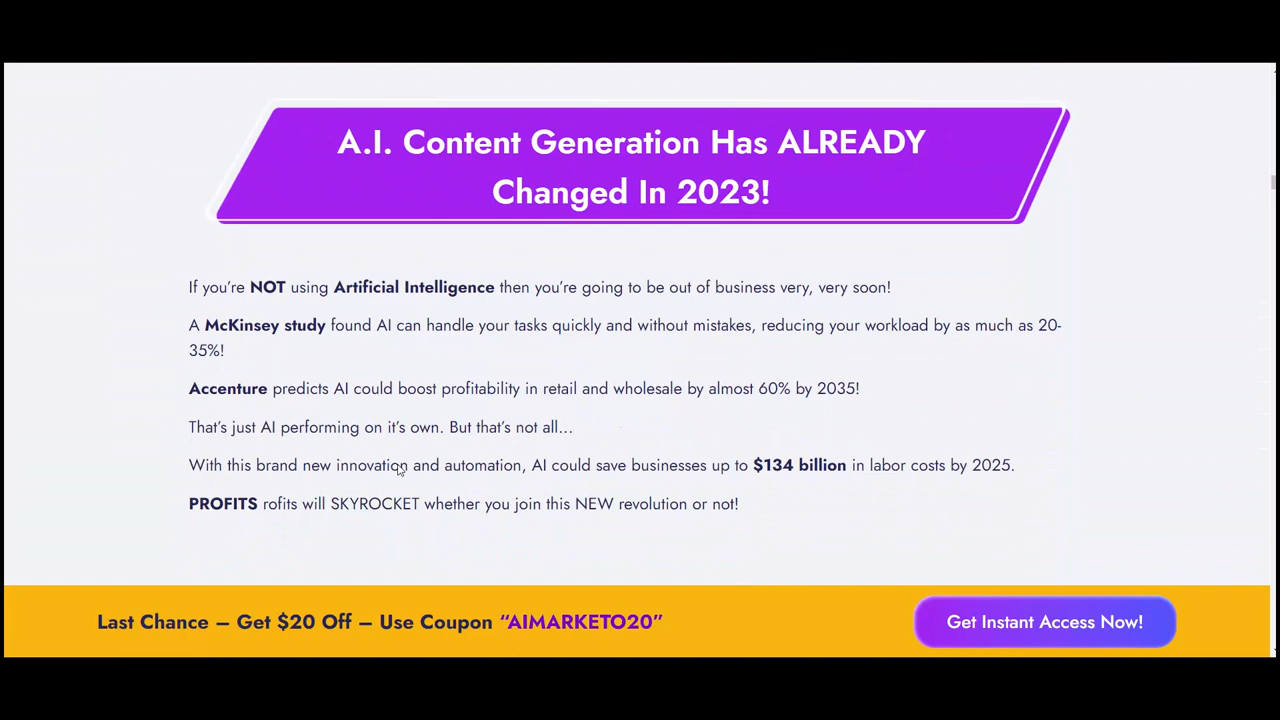 A.I. Content Generation Has ALREADY
Changed In 2023!
If you’re NOT using Artificial Intelligence then you’re going to be out of business very, very soon!
A McKinsey study found AI can handle your tasks quickly and without mistakes, reducing your workload by as much as 20-
35%!
Accenture predicts AI could boost profitability in retail and wholesale by almost 60% by 2035!
That’s just AI performing on it’s own. But that’s not all…
With this brand new innovation and automation, AI could save businesses up to $134 billion in labor costs by 2025.
PROFITS rofits will SKYROCKET whether you join this NEW revolution or not!
Last Chance – Get $20 Off – Use Coupon “AIMARKETO20”
Get Instant Access Now!